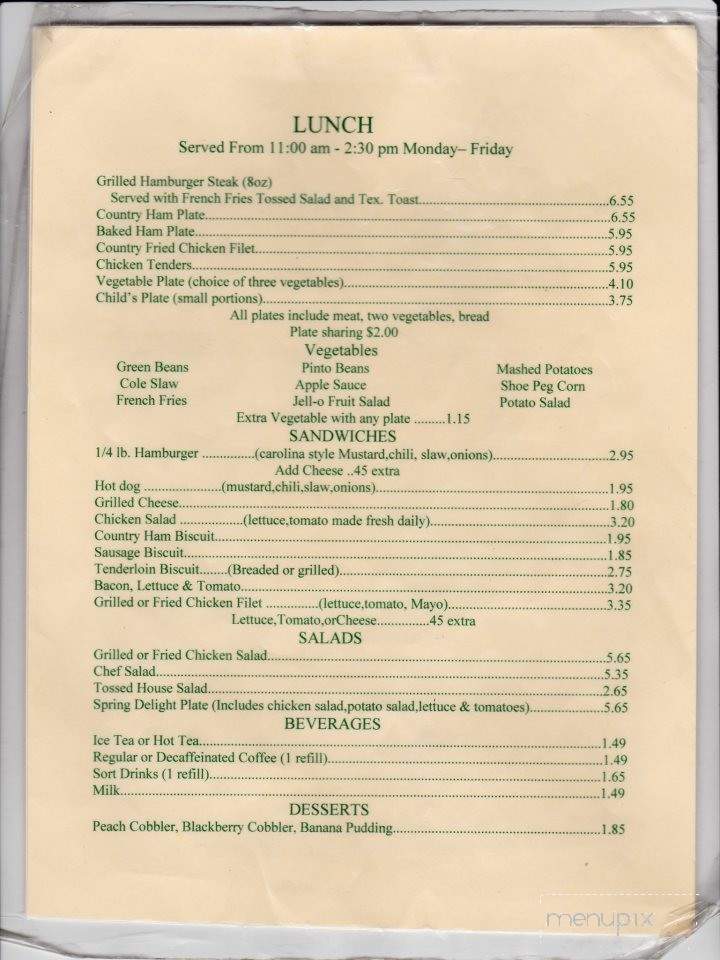 LUNCH
Served From 11:00 am - 2:30 pm Monday– Friday
Grilled Hamburger Steak (8oz)
Served with French Fries Tossed Salad and Tex. Toast....................................................6.55
Country Ham Plate....................................................6.55
Baked Ham Plate....................................................5.95
Country Fried Chicken Filet....................................................5.95
Chicken Tenders....................................................5.95
Vegetable Plate (choice of three vegetables)....................................................4.10
Child's Plate (small portions)....................................................3.75
All plates include meat, two vegetables, bread
Plate sharing $2.00
Vegetables
Green Beans Pinto Beans Mashed Potatoes
Cole Slaw Apple Sauce Shoe Peg Corn
French Fries Jell-o Fruit Salad Potato Salad
Extra Vegetable with any plate .........1.15
SANDWICHES
1/4 lb. Hamburger ...............(carolina style Mustard,chili, slaw,onions)..................................2.95
Add Cheese ..45 extra
Hot dog ......................(mustard,chili,slaw,onions)....................................................1.95
Grilled Cheese....................................................1.80
Chicken Salad ..................(lettuce,tomato made fresh daily)....................................................3.20
Country Ham Biscuit....................................................1.95
Sausage Biscuit....................................................1.85
Tenderloin Biscuit........(Breaded or grilled)....................................................2.75
Bacon, Lettuce & Tomato....................................................3.20
Grilled or Fried Chicken Filet ...............(lettuce,tomato, Mayo)..............................................3.35
Lettuce,Tomato,orCheese...............45 extra
SALADS
Grilled or Fried Chicken Salad....................................................5.65
Chef Salad....................................................5.35
Tossed House Salad....................................................2.65
Spring Delight Plate (Includes chicken salad,potato salad,lettuce & tomatoes)....................5.65
BEVERAGES
Ice Tea or Hot Tea....................................................1.49
Regular or Decaffeinated Coffee (1 refill)....................................................1.49
Sort Drinks (1 refill)....................................................1.65
Milk....................................................1.49
DESSERTS
Peach Cobbler, Blackberry Cobbler, Banana Pudding....................................................1.85
menupix